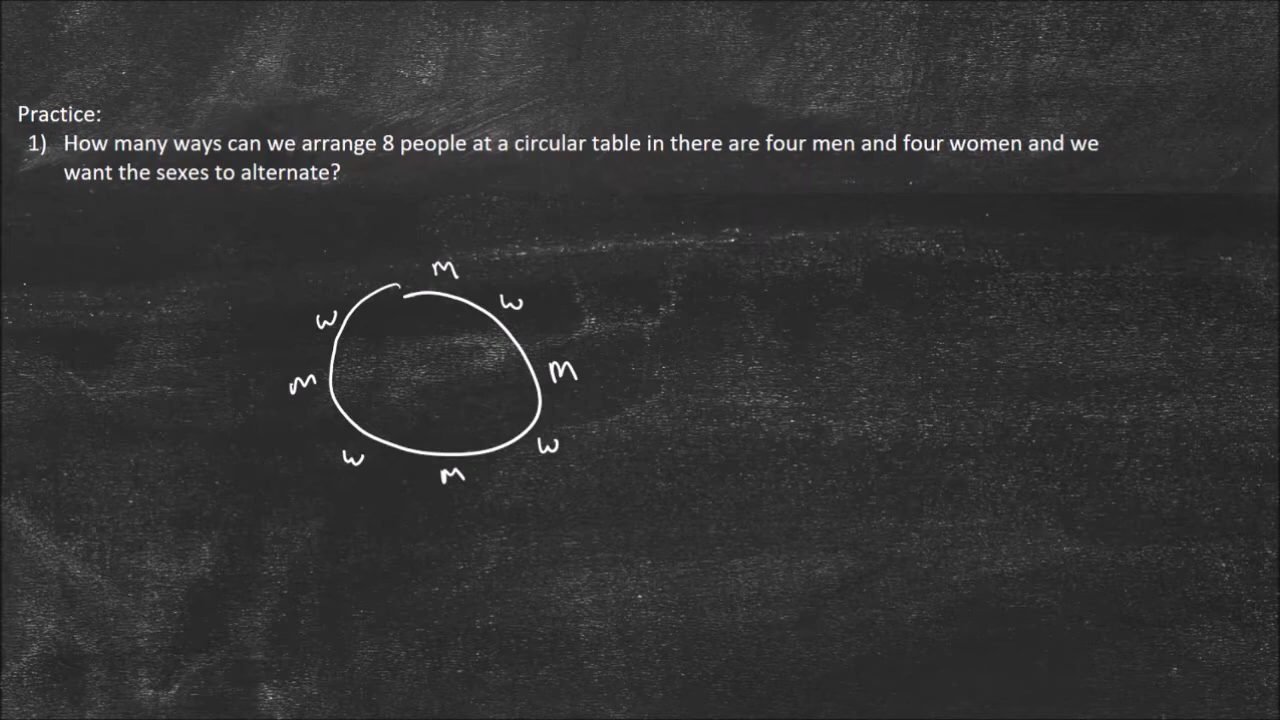 Practice:
1) How many ways can we arrange 8 people at a circular table in there are four men and four women and we
want the sexes to alternate?
M
W
W
M
M
W
W
M